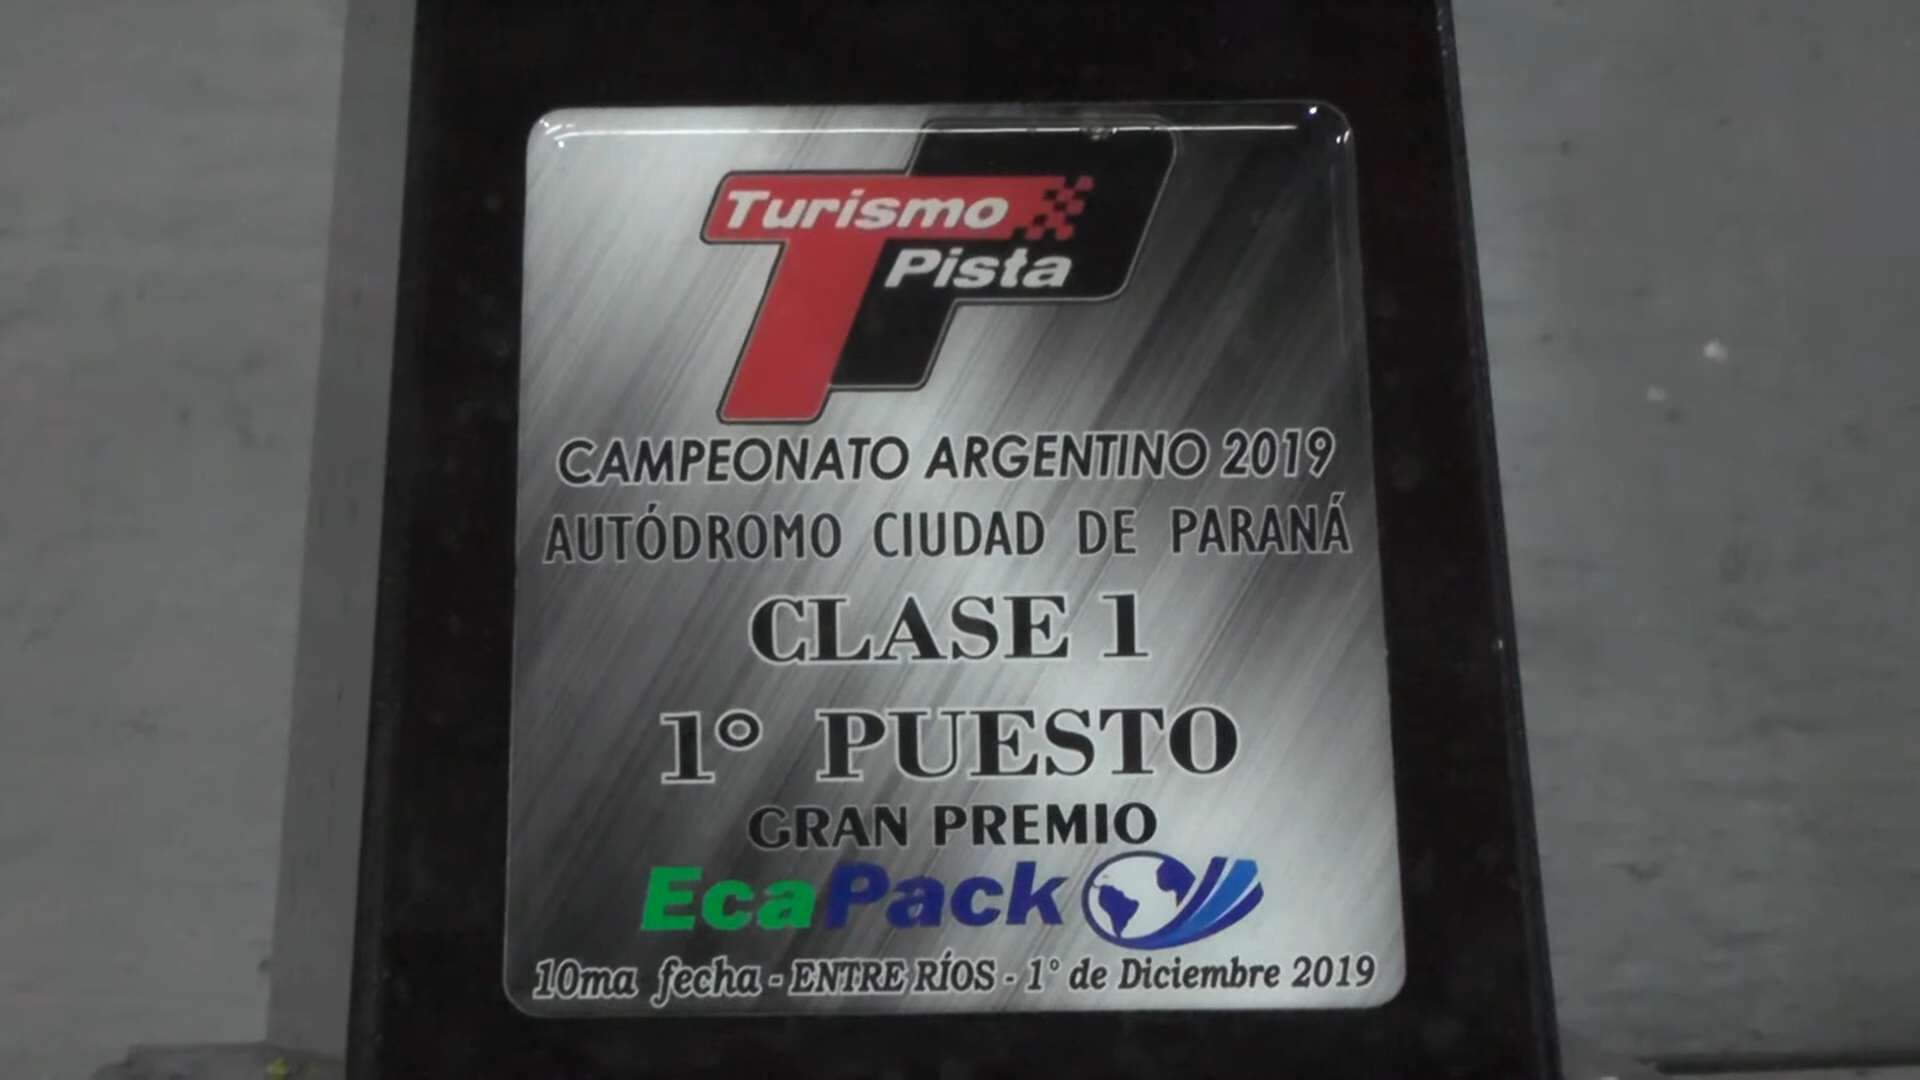 Turismo
Pista
CAMPEONATO ARGENTINO 2019
AUTÓDROMO CIUDAD DE PARANÁ
CLASE 1
1° PUESTO
GRAN PREMIO
EcaPack
10ma fecha - ENTRE RÍOS - 1° de Diciembre 2019